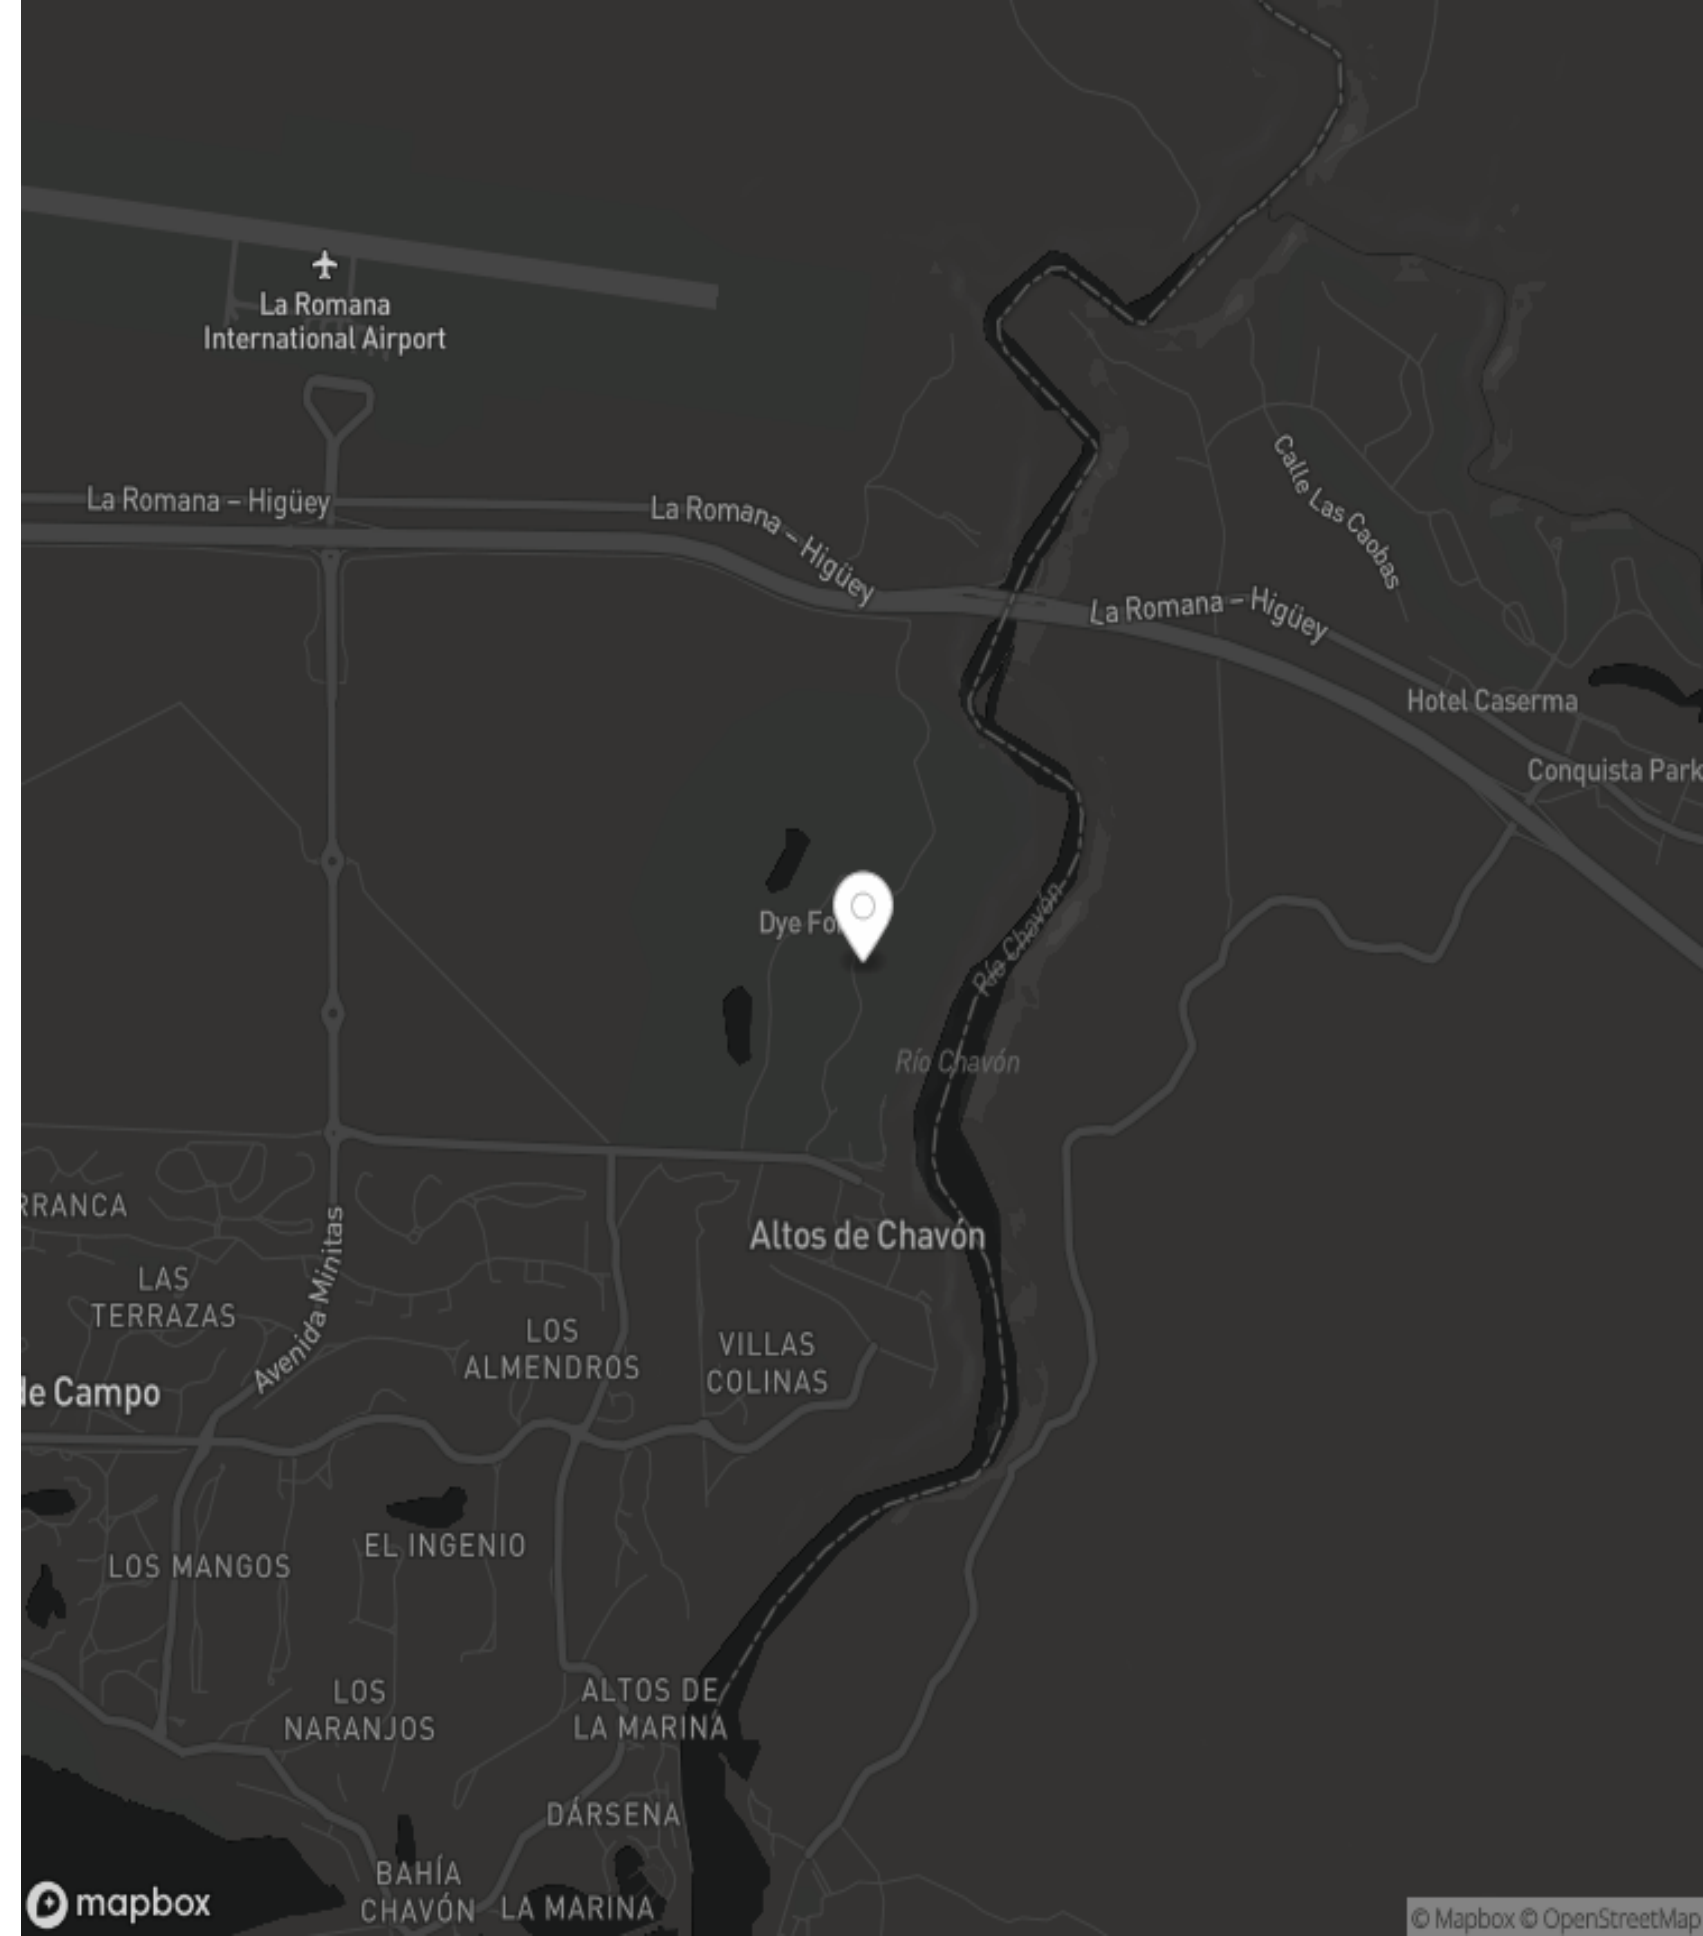 La Romana
International Airport
La Romana – Higüey
La Romana – Higüey
Calle Las Caobas
La Romana – Higüey
Hotel Caserma
Conquista Park
Dye Fo
Río Chavón
Río Chavón
RRANCA
Avenida Minitas
Altos de Chavón
LAS
TERRAZAS
LOS
ALMENDROS
VILLAS
COLINAS
de Campo
EL INGENIO
LOS MANGOS
LOS
NARANJOS
ALTOS DE
LA MARINA
DÁRSENA
BAHÍA
CHAVÓN
LA MARINA
mapbox
© Mapbox © OpenStreetMap